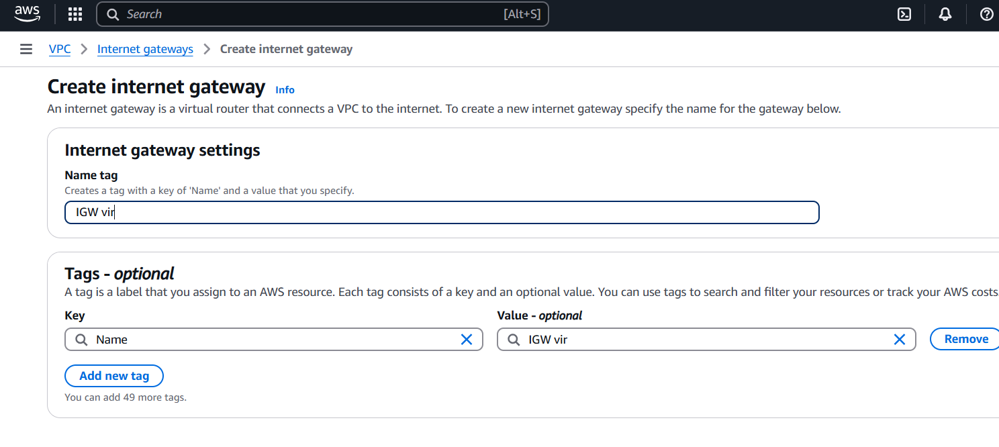 aws Search [Alt+S]
VPC Internet gateways Create internet gateway
Create internet gateway Info
An internet gateway is a virtual router that connects a VPC to the internet. To create a new internet gateway specify the name for the gateway below.
Internet gateway settings
Name tag
Creates a tag with a key of 'Name' and a value that you specify.
IGW vir
Tags - optional
A tag is a label that you assign to an AWS resource. Each tag consists of a key and an optional value. You can use tags to search and filter your resources or track your AWS costs.
Key Value - optional
Name IGW vir Remove
Add new tag
You can add 49 more tags.